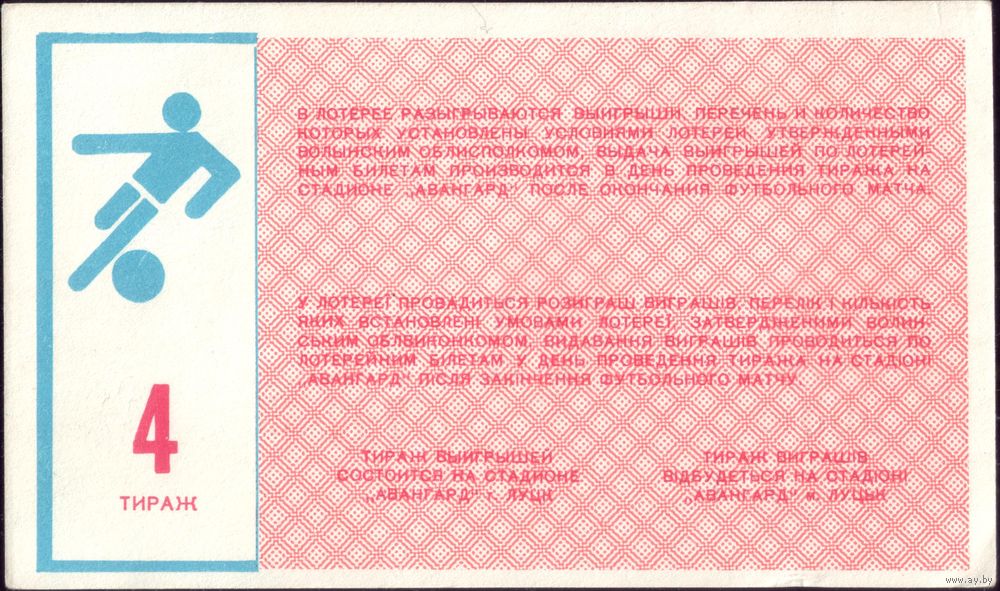 В ЛОТЕРЕЕ РАЗЫГРЫВАЮТСЯ ВЫИГРЫШИ, ПЕРЕЧЕНЬ И КОЛИЧЕСТВО
КОТОРЫХ УСТАНОВЛЕНЫ УСЛОВИЯМИ ЛОТЕРЕИ, УТВЕРЖДЕННЫМИ
ВОЛЫНСКИМ ОБЛИСПОЛКОМОМ. ВЫДАЧА ВЫИГРЫШЕЙ ПО ЛОТЕРЕЙ-
НЫМ БИЛЕТАМ ПРОИЗВОДИТСЯ В ДЕНЬ ПРОВЕДЕНИЯ ТИРАЖА НА
СТАДИОНЕ „АВАНГАРД" ПОСЛЕ ОКОНЧАНИЯ ФУТБОЛЬНОГО МАТЧА.
У ЛОТЕРЕЇ ПРОВАДИТЬСЯ РОЗИГРАШ ВИГРАШІВ, ПЕРЕЛІК І КІЛЬКІСТЬ
ЯКИХ ВСТАНОВЛЕНІ УМОВАМИ ЛОТЕРЕЇ, ЗАТВЕРДЖЕНИМИ ВОЛИН-
СЬКИМ ОБЛВИКОНКОМОМ. ВИДАВАННЯ ВИГРАШІВ ПРОВОДИТЬСЯ ПО
ЛОТЕРЕЙНИМ БІЛЕТАМ У ДЕНЬ ПРОВЕДЕННЯ ТИРАЖА НА СТАДІОНІ
„АВАНГАРД" ПІСЛЯ ЗАКІНЧЕННЯ ФУТБОЛЬНОГО МАТЧУ.
4
ТИРАЖ
ТИРАЖ ВЫИГРЫШЕЙ
СОСТОИТСЯ НА СТАДИОНЕ
„АВАНГАРД" г. ЛУЦК
ТИРАЖ ВИГРАШІВ
ВІДБУДЕТЬСЯ НА СТАДІОНІ
„АВАНГАРД" м. ЛУЦЬК
www.ay.by